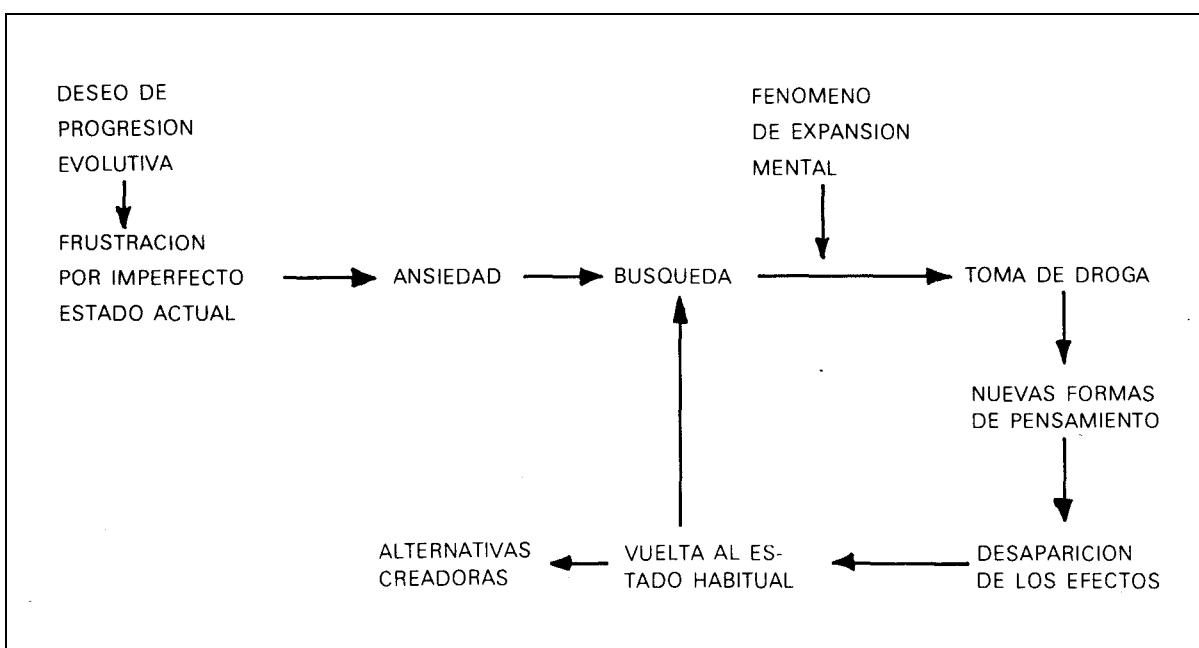 DESEO DE
PROGRESION
EVOLUTIVA
FENOMENO
DE EXPANSION
MENTAL
FRUSTRACION
POR IMPERFECTO
ESTADO ACTUAL
ANSIEDAD
BUSQUEDA
TOMA DE DROGA
NUEVAS FORMAS
DE PENSAMIENTO
ALTERNATIVAS
CREADORAS
VUELTA AL ES-
TADO HABITUAL
DESAPARICION
DE LOS EFECTOS